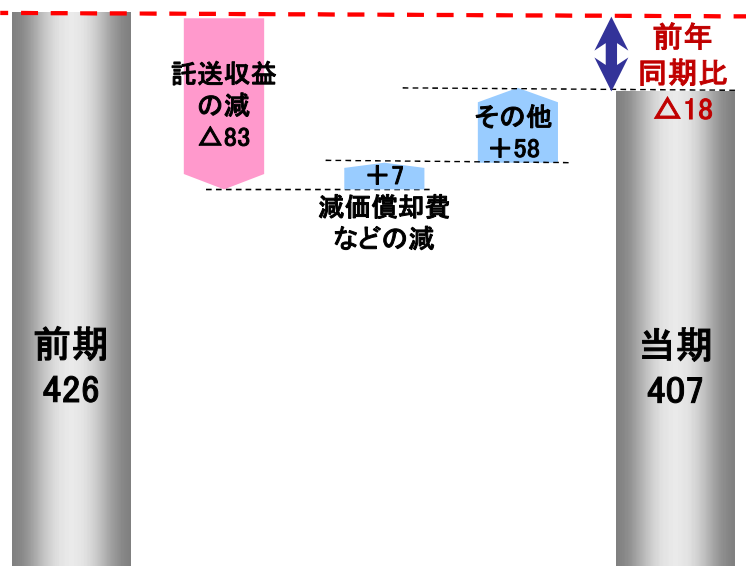 前期
426
託送収益
の減
△83
+7
減価償却費
などの減
その他
+58
前年
同期比
△18
当期
407